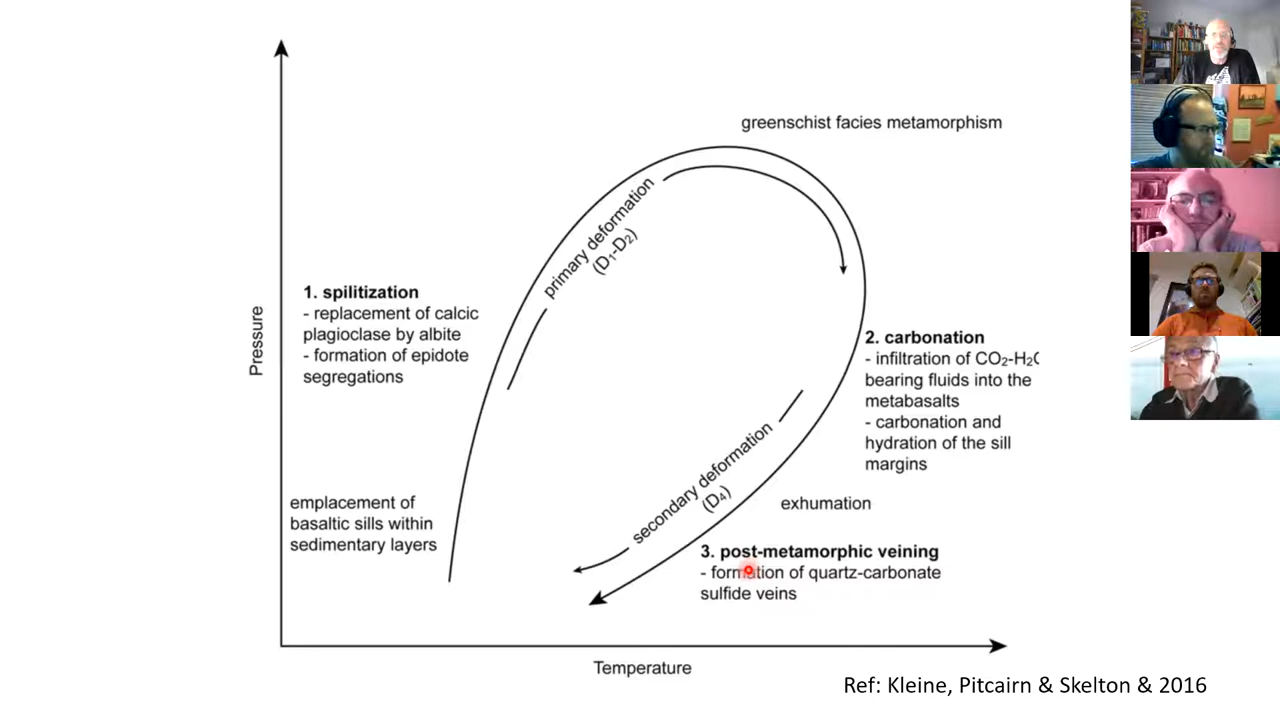 greenschist facies metamorphism
primary deformation
(D₁-D₂)
1. spilitization
- replacement of calcic
plagioclase by albite
- formation of epidote
segregations
Pressure
2. carbonation
- infiltration of CO₂-H₂O
bearing fluids into the
metabasalts
- carbonation and
hydration of the sill
margins
emplacement of
basaltic sills within
sedimentary layers
secondary deformation
(D₄)
exhumation
3. post-metamorphic veining
- formation of quartz-carbonate
sulfide veins
Temperature
Ref: Kleine, Pitcairn & Skelton & 2016